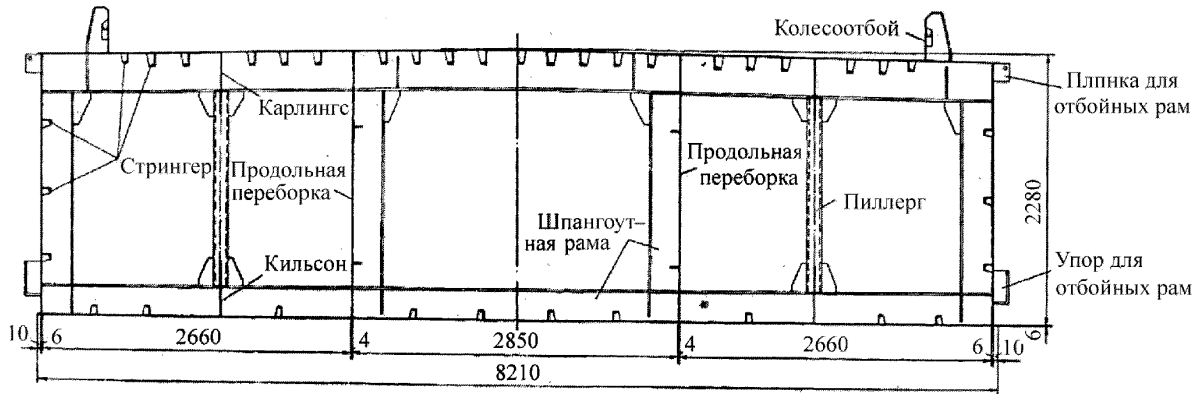 Колесоотбой
Плпнка для
отбойных рам
Карлингс
Стрингер
Продольная
переборка
Продольная
переборка
Пиллерг
2280
Шпангоут-
ная рама
Кильсон
Упор для
отбойных рам
10 6 2660 4 2850 4 2660 6 10 6
8210